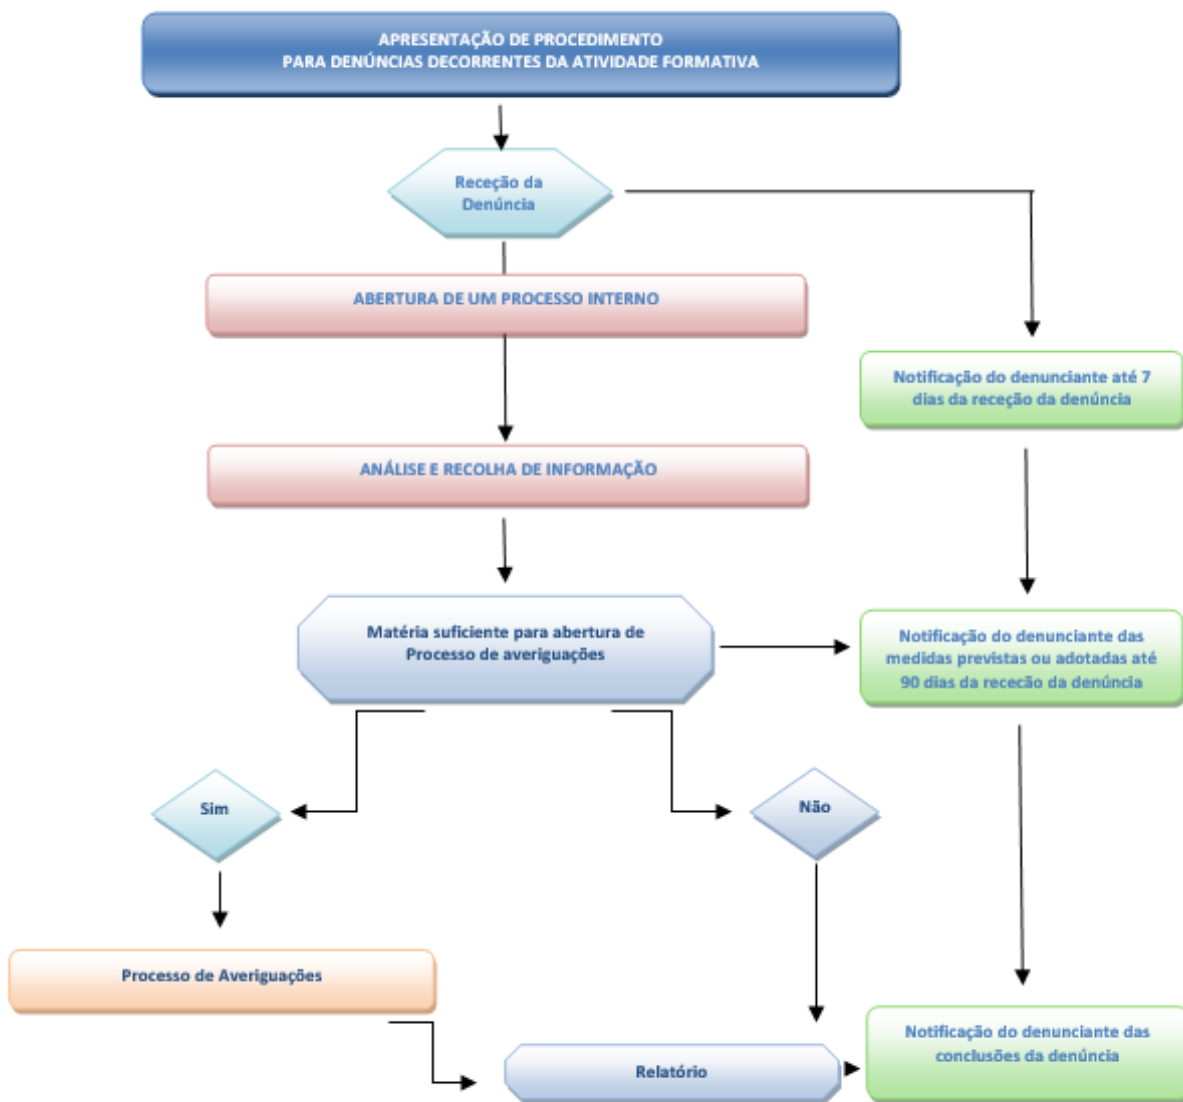 APRESENTAÇÃO DE PROCEDIMENTO
PARA DENÚNCIAS DECORRENTES DA ATIVIDADE FORMATIVA
Receção da
Denúncia
ABERTURA DE UM PROCESSO INTERNO
Notificação do denunciante até 7
dias da receção da denúncia
ANÁLISE E RECOLHA DE INFORMAÇÃO
Matéria suficiente para abertura de
Processo de averiguações
Notificação do denunciante das
medidas previstas ou adotadas até
90 dias da receção da denúncia
Sim
Não
Processo de Averiguações
Notificação do denunciante das
conclusões da denúncia
Relatório